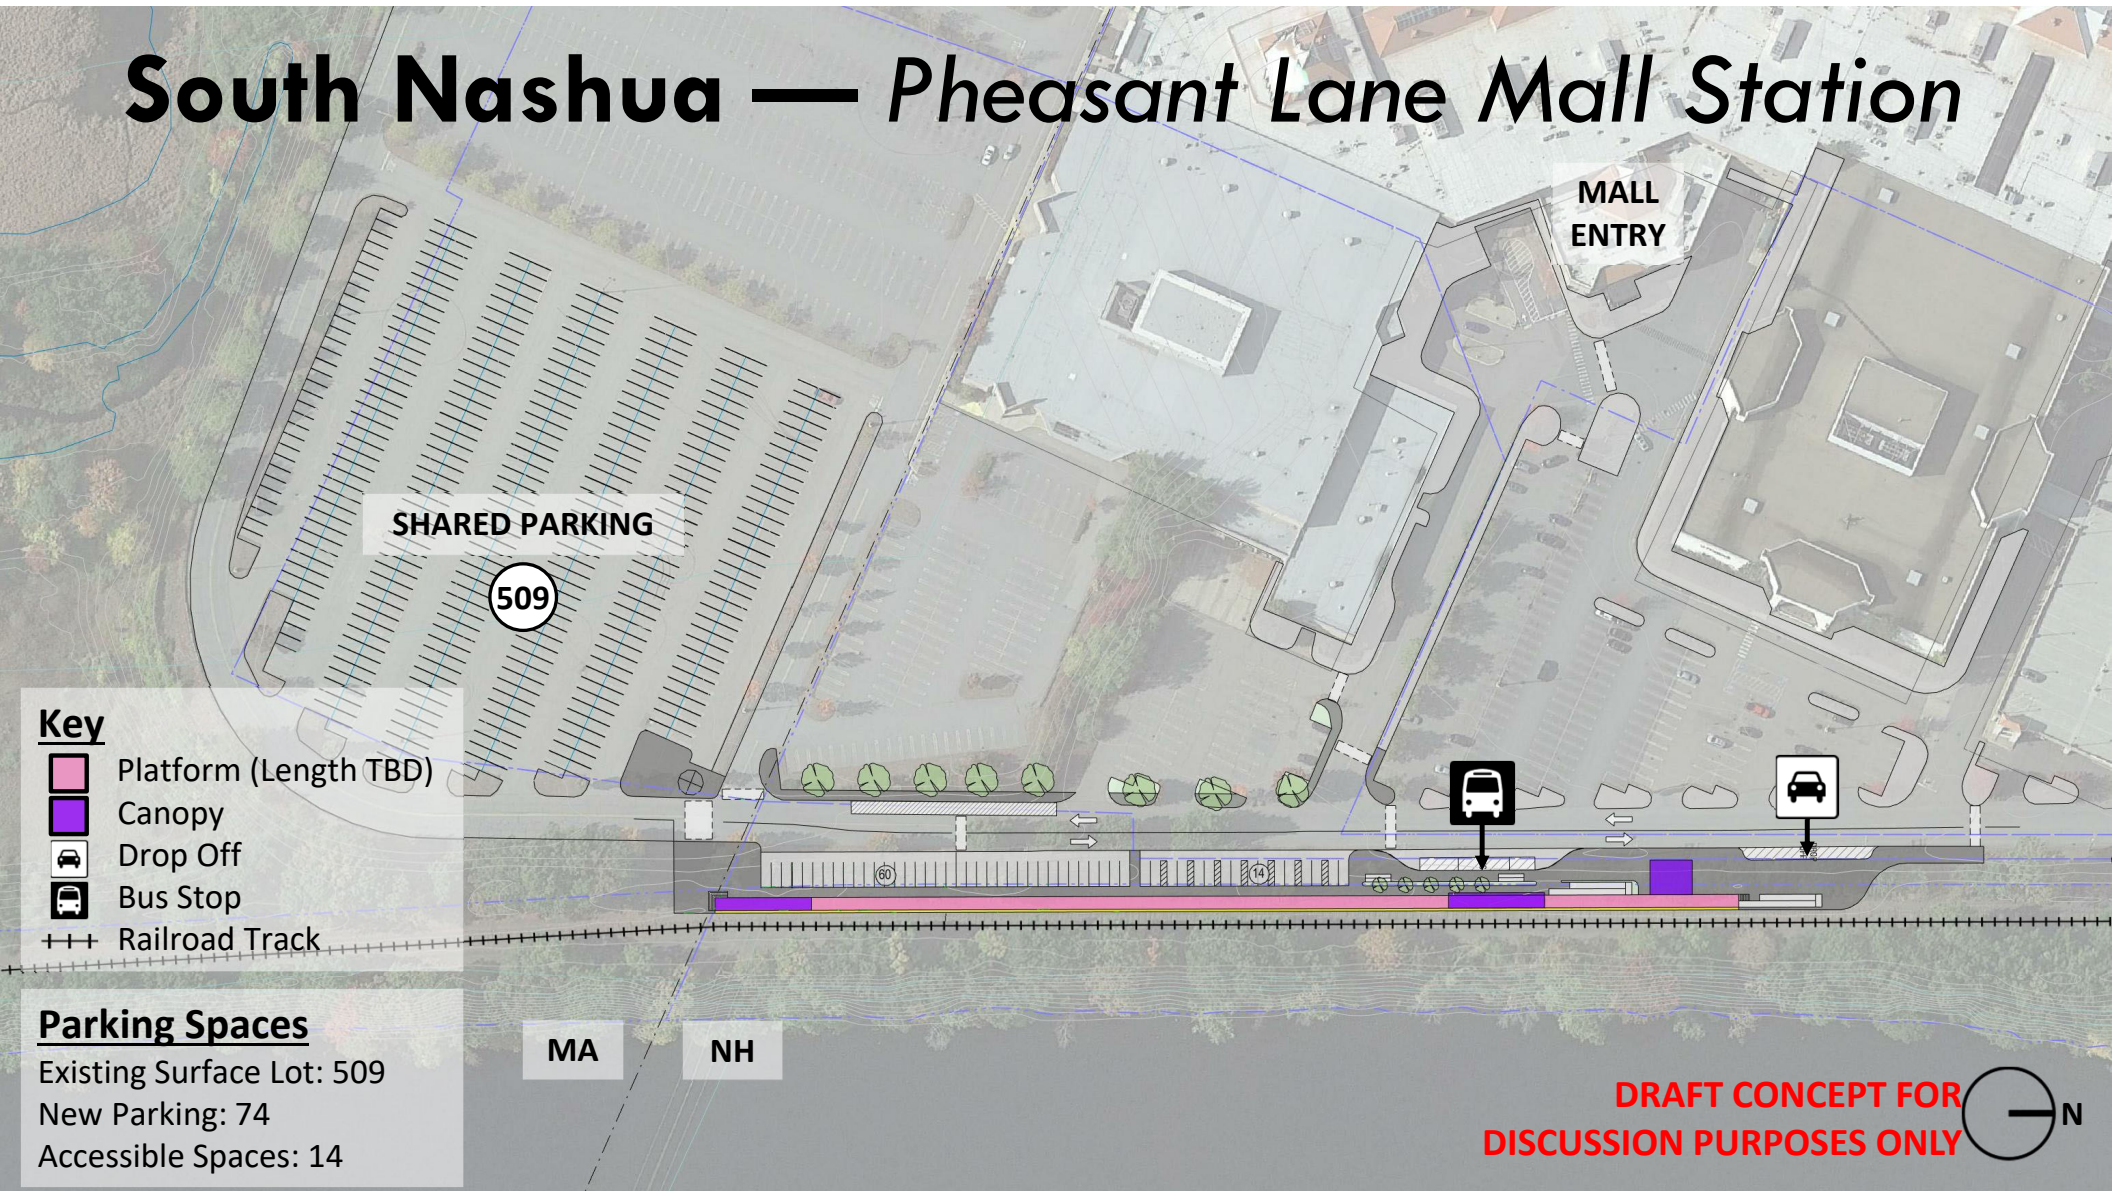 South Nashua — Pheasant Lane Mall Station
MALL
ENTRY
SHARED PARKING
509
Key
Platform (Length TBD)
Canopy
Drop Off
Bus Stop
Railroad Track
60
14
Parking Spaces
Existing Surface Lot: 509
New Parking: 74
Accessible Spaces: 14
MA
NH
DRAFT CONCEPT FOR
DISCUSSION PURPOSES ONLY
N